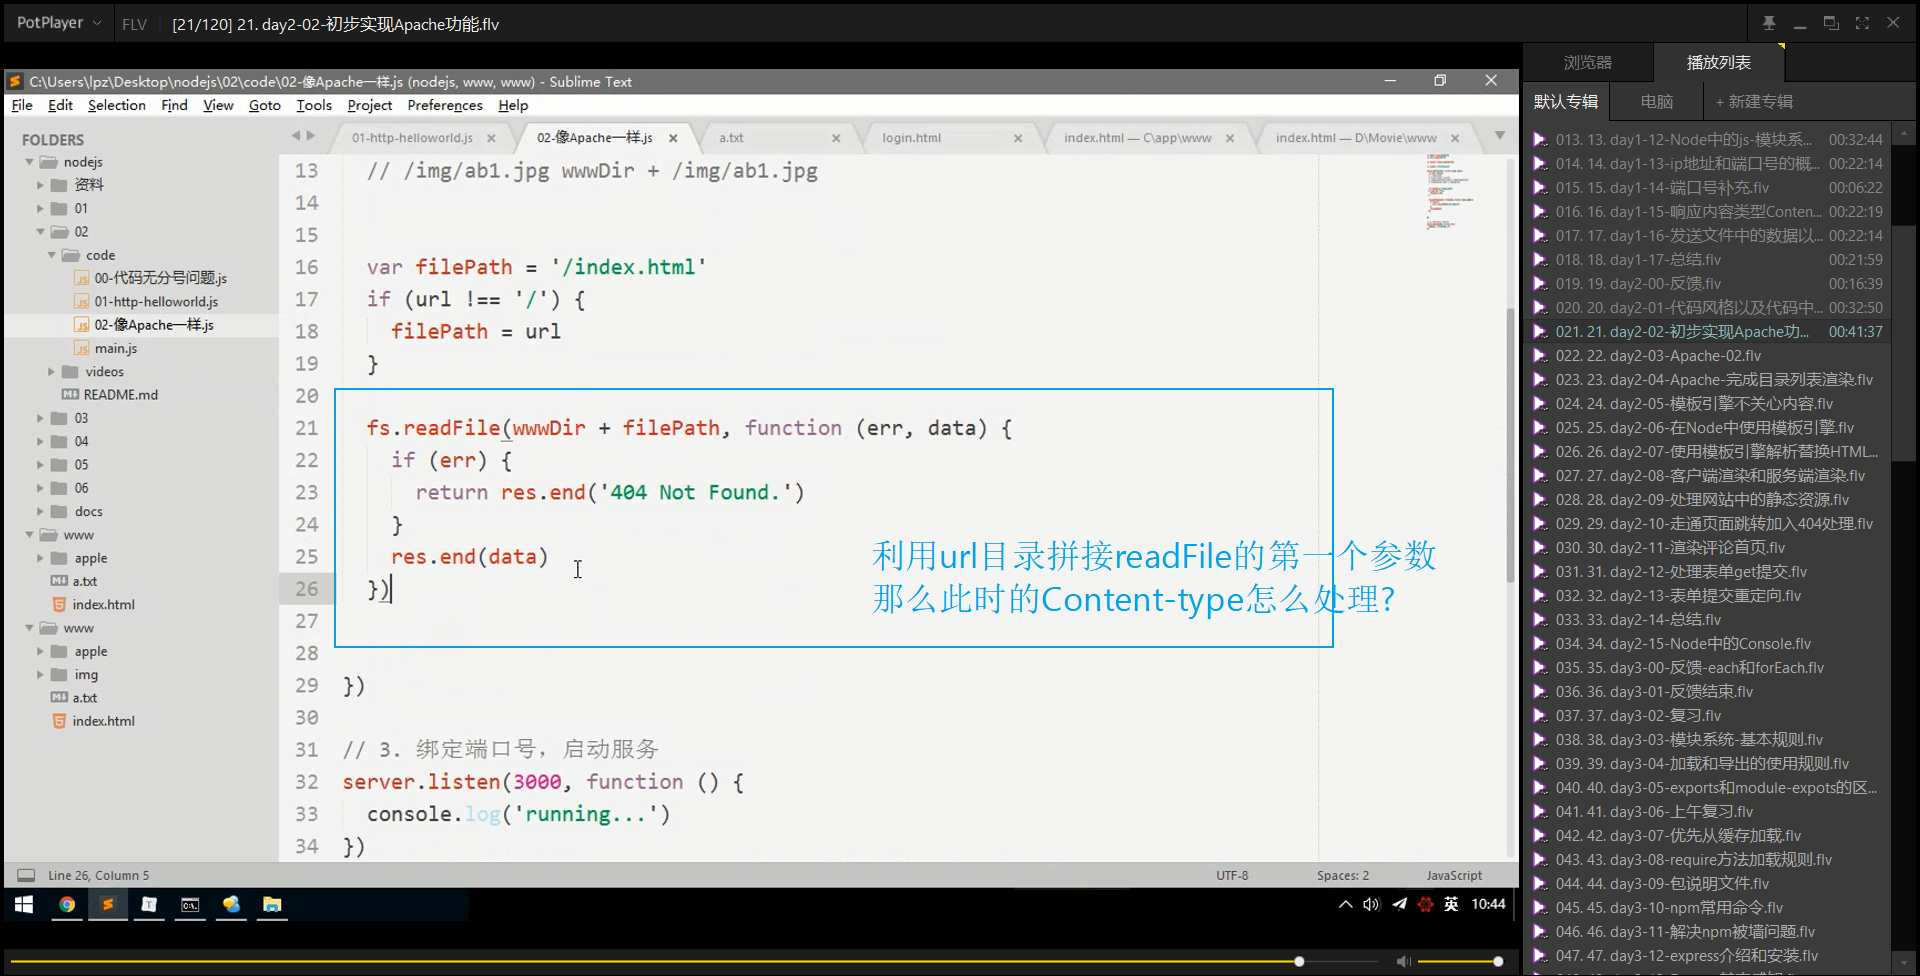 PotPlayer
FLV
[21/120] 21. day2-02-初步实现Apache功能.flv
C:\Users\lpz\Desktop\nodejs\02\code\02-像Apache一样.js (nodejs, www, www) - Sublime Text
File Edit Selection Find View Goto Tools Project Preferences Help
FOLDERS
nodejs
资料
01
02
code
00-代码无分号问题.js
01-http-helloworld.js
02-像Apache一样.js
main.js
videos
README.md
03
04
05
06
docs
www
apple
a.txt
index.html
www
apple
img
a.txt
index.html
01-http-helloworld.js
02-像Apache一样.js
a.txt
login.html
index.html — C\app\www
index.html — D\Movie\www
13 // /img/ab1.jpg wwwDir + /img/ab1.jpg
14
15
16 var filePath = '/index.html'
17 if (url !== '/') {
18 filePath = url
19 }
20
21 fs.readFile(wwwDir + filePath, function (err, data) {
22 if (err) {
23 return res.end('404 Not Found.')
24 }
25 res.end(data)
26 })
27
28
29 })
30
31 // 3. 绑定端口号，启动服务
32 server.listen(3000, function () {
33 console.log('running...')
34 })
利用url目录拼接readFile的第一个参数
那么此时的Content-type怎么处理?
Line 26, Column 5
UTF-8
Spaces: 2
JavaScript
英
10:44
浏览器
播放列表
默认专辑
电脑
+ 新建专辑
013. 13. day1-12-Node中的js-模块系... 00:32:44
014. 14. day1-13-ip地址和端口号的概... 00:22:14
015. 15. day1-14-端口号补充.flv 00:06:22
016. 16. day1-15-响应内容类型Conten... 00:22:19
017. 17. day1-16-发送文件中的数据以... 00:22:14
018. 18. day1-17-总结.flv 00:21:59
019. 19. day2-00-反馈.flv 00:16:39
020. 20. day2-01-代码风格以及代码中... 00:32:50
021. 21. day2-02-初步实现Apache功... 00:41:37
022. 22. day2-03-Apache-02.flv
023. 23. day2-04-Apache-完成目录列表渲染.flv
024. 24. day2-05-模板引擎不关心内容.flv
025. 25. day2-06-在Node中使用模板引擎.flv
026. 26. day2-07-使用模板引擎解析替换HTML...
027. 27. day2-08-客户端渲染和服务端渲染.flv
028. 28. day2-09-处理网站中的静态资源.flv
029. 29. day2-10-走通页面跳转加入404处理.flv
030. 30. day2-11-渲染评论首页.flv
031. 31. day2-12-处理表单get提交.flv
032. 32. day2-13-表单提交重定向.flv
033. 33. day2-14-总结.flv
034. 34. day2-15-Node中的Console.flv
035. 35. day3-00-反馈-each和forEach.flv
036. 36. day3-01-反馈结束.flv
037. 37. day3-02-复习.flv
038. 38. day3-03-模块系统-基本规则.flv
039. 39. day3-04-加载和导出的使用规则.flv
040. 40. day3-05-exports和module-expots的区...
041. 41. day3-06-上午复习.flv
042. 42. day3-07-优先从缓存加载.flv
043. 43. day3-08-require方法加载规则.flv
044. 44. day3-09-包说明文件.flv
045. 45. day3-10-npm常用命令.flv
046. 46. day3-11-解决npm被墙问题.flv
047. 47. day3-12-express介绍和安装.flv